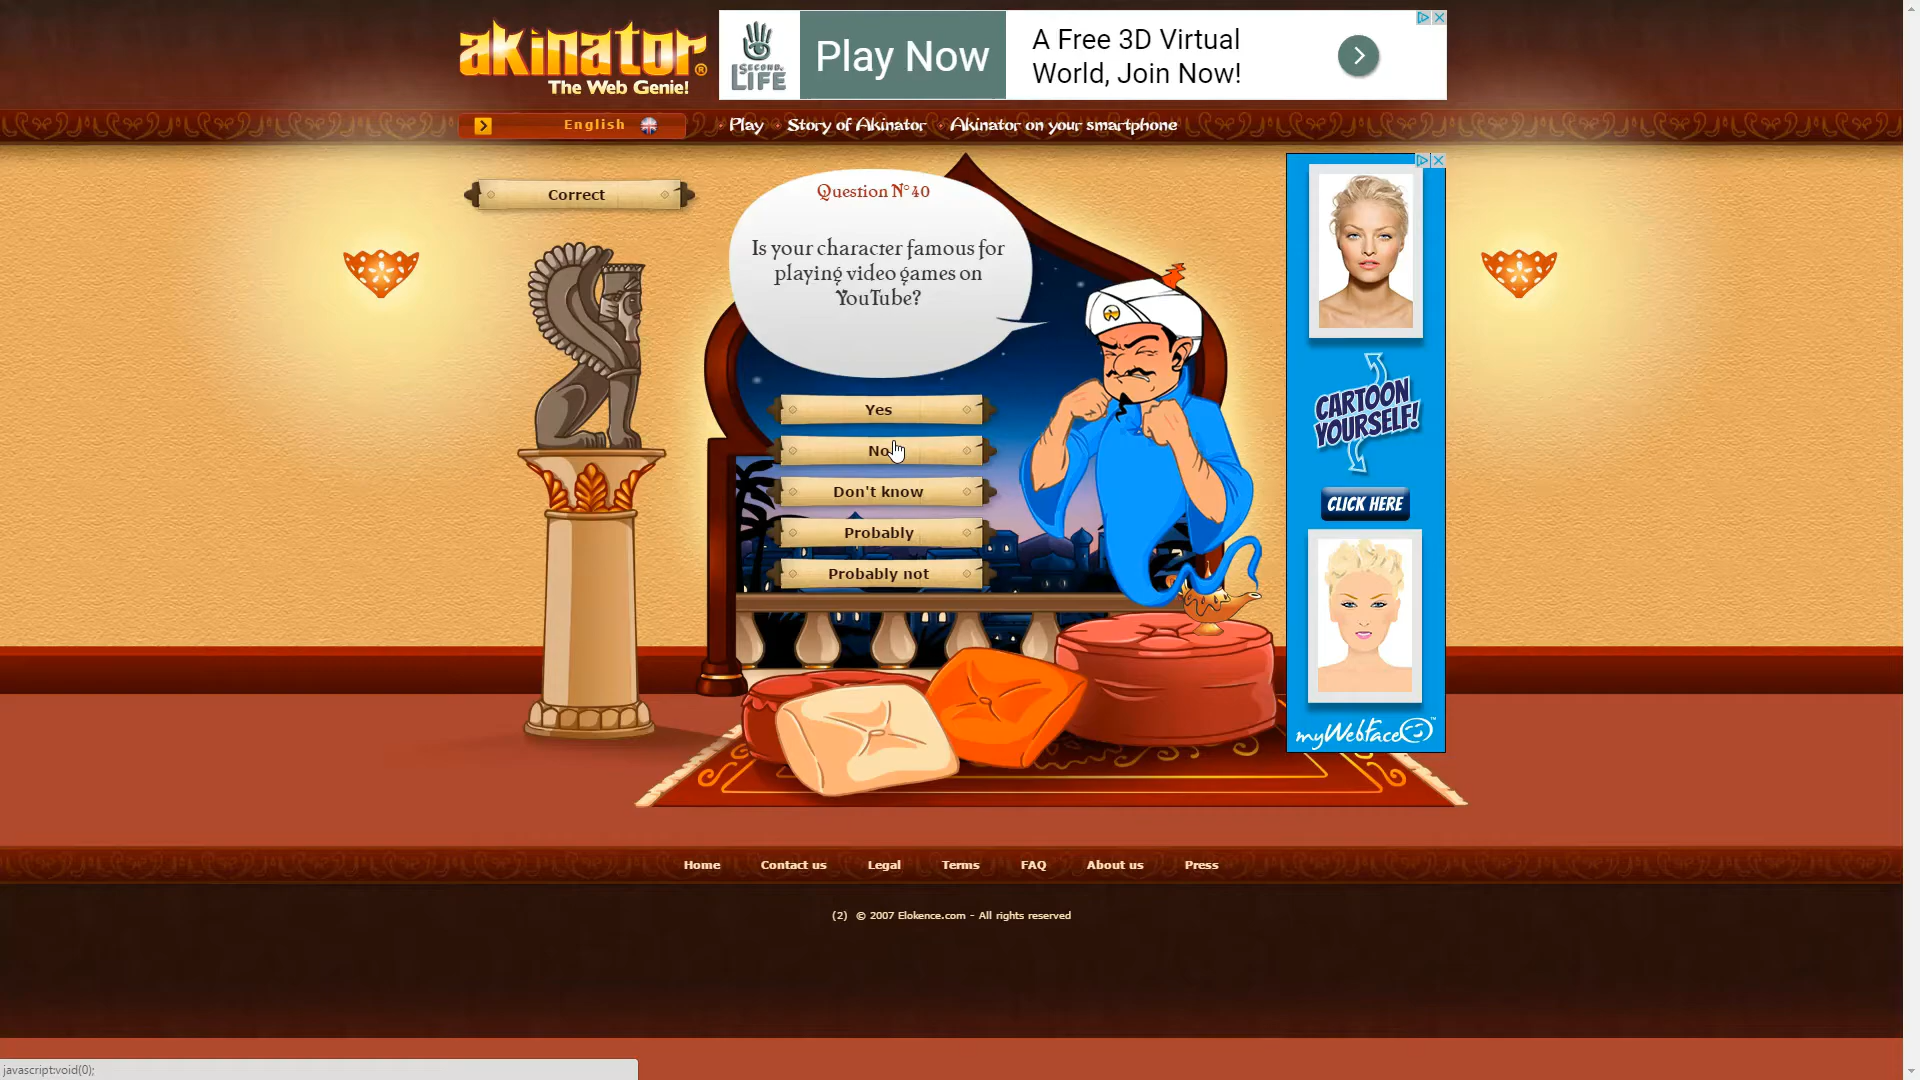 akinator®
The Web Genie!
SECOND
LIFE
Play Now
A Free 3D Virtual
World, Join Now!
English
Play
Story of Akinator
Akinator on your smartphone
Correct
Question N°40
Is your character famous for
playing video games on
YouTube?
Yes
No
Don't know
Probably
Probably not
CARTOON
YOURSELF!
CLICK HERE
myWebFace™
Home
Contact us
Legal
Terms
FAQ
About us
Press
(2) © 2007 Elokence.com - All rights reserved
javascript:void(0);